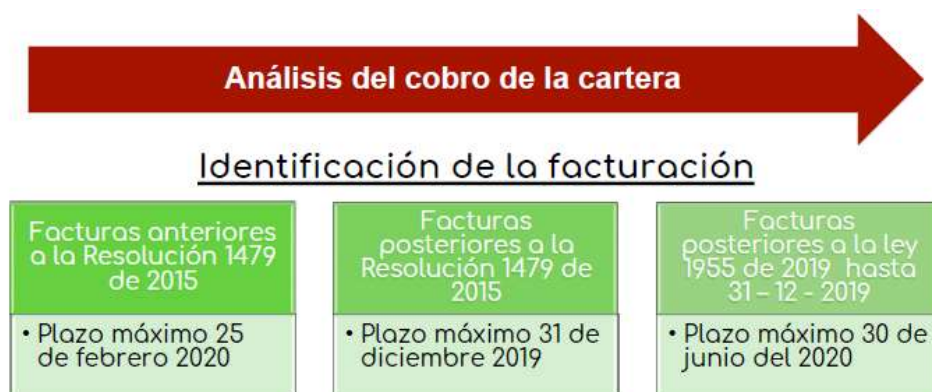 Análisis del cobro de la cartera
Identificación de la facturación
Facturas anteriores
a la Resolución 1479
de 2015
• Plazo máximo 25
de febrero 2020
Facturas
posteriores a la
Resolución 1479 de
2015
• Plazo máximo 31 de
diciembre 2019
Facturas
posteriores a la ley
1955 de 2019 hasta
31 – 12 - 2019
• Plazo máximo 30 de
junio del 2020